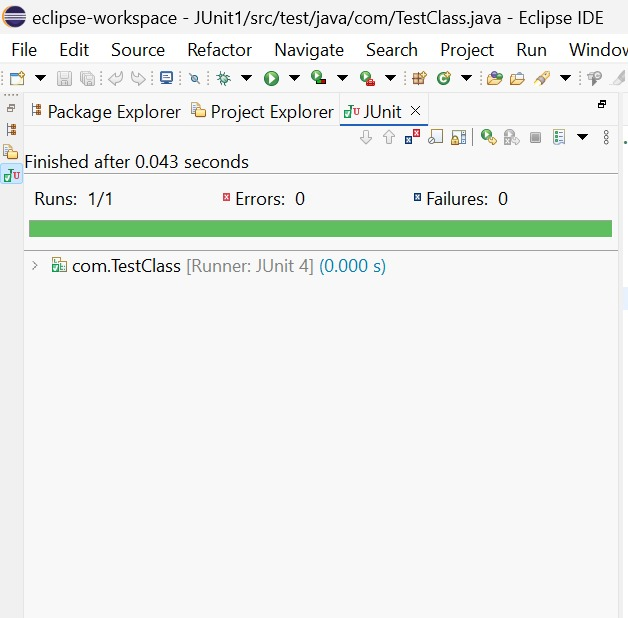 eclipse-workspace - JUnit1/src/test/java/com/TestClass.java - Eclipse IDE
File Edit Source Refactor Navigate Search Project Run Window
Package Explorer Project Explorer JUnit
Finished after 0.043 seconds
Runs: 1/1 Errors: 0 Failures: 0
com.TestClass [Runner: JUnit 4] (0.000 s)